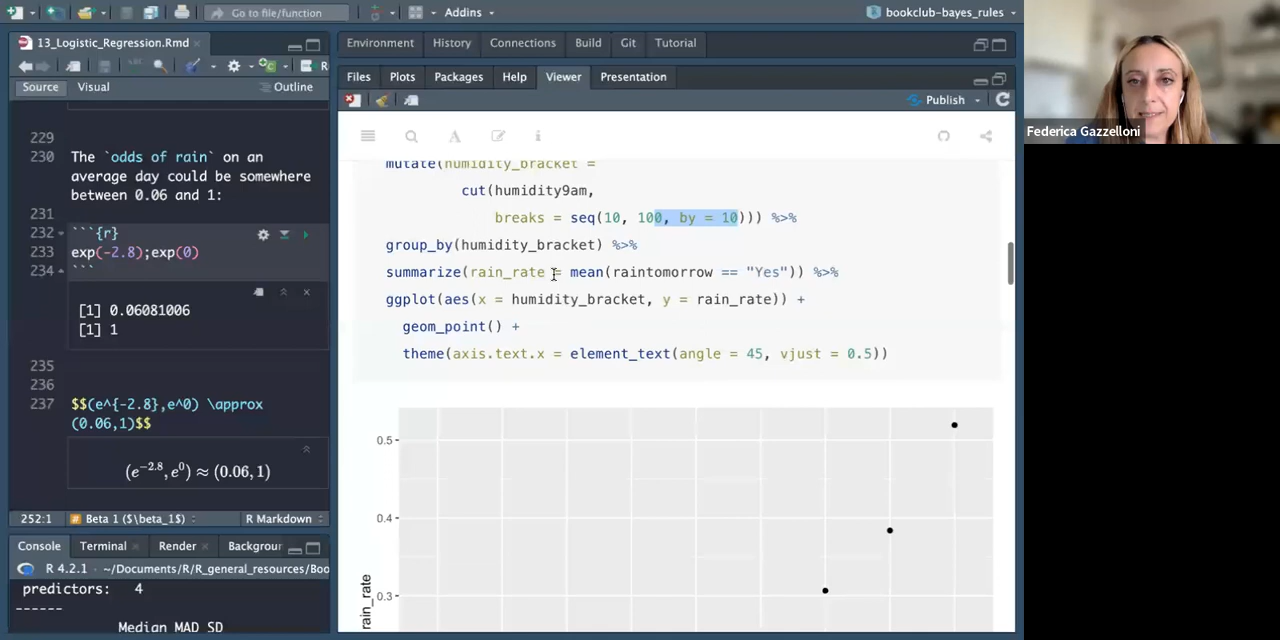 Go to file/function
Addins
bookclub-bayes_rules
13_Logistic_Regression.Rmd
Source Visual Outline
229
230 The `odds of rain` on an
average day could be somewhere
between 0.06 and 1:
231
232 ```{r}
233 exp(-2.8);exp(0)
234 ```
[1] 0.06081006
[1] 1
235
236
237 $$(e^{-2.8},e^0) \approx
(0.06,1)$$
(e^{-2.8}, e^0) ≈ (0.06, 1)
252:1 Beta 1 ($\beta_1$) R Markdown
Console Terminal Render Backgroun
R 4.2.1 · ~/Documents/R/R_general_resources/Boo
predictors: 4
------
Median MAD SD
Environment History Connections Build Git Tutorial
Files Plots Packages Help Viewer Presentation
Publish
mutate(humidity_bracket =
cut(humidity9am,
breaks = seq(10, 100, by = 10))) %>%
group_by(humidity_bracket) %>%
summarize(rain_rate = mean(raintomorrow == "Yes")) %>%
ggplot(aes(x = humidity_bracket, y = rain_rate)) +
geom_point() +
theme(axis.text.x = element_text(angle = 45, vjust = 0.5))
0.5
0.4
0.3
rain_rate
Federica Gazzelloni